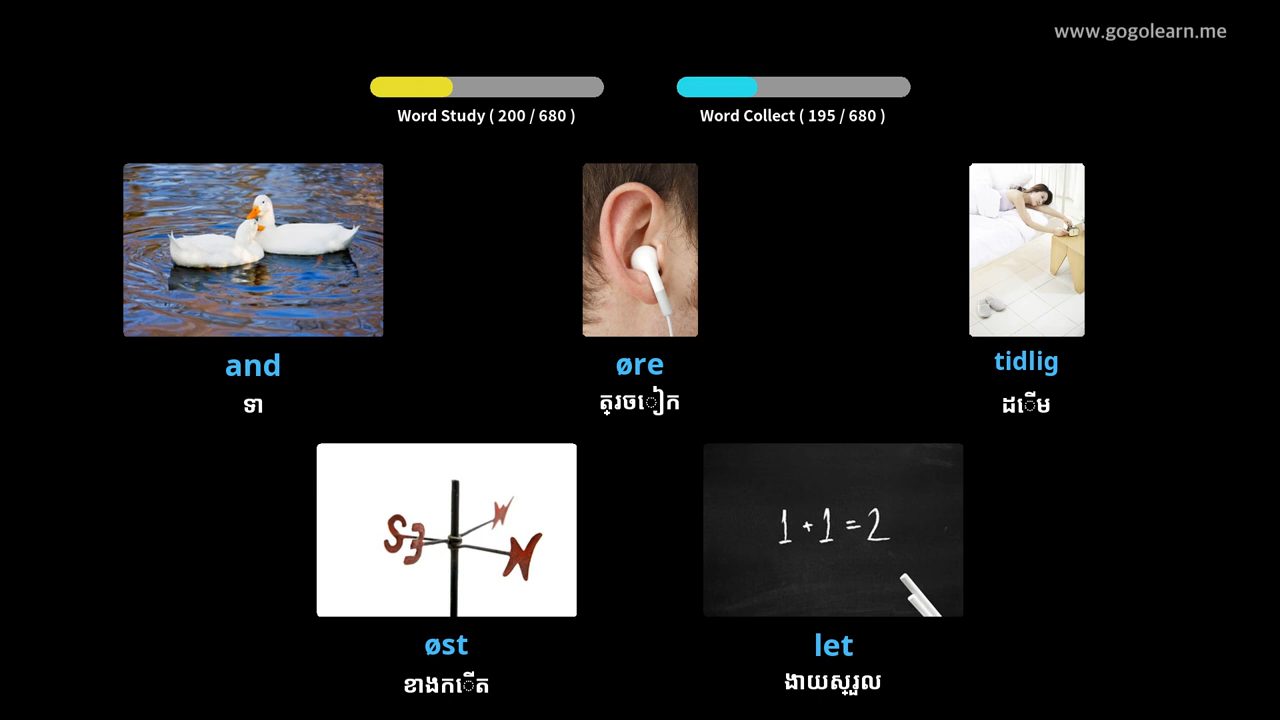 www.gogolearn.me
Word Study ( 200 / 680 )
Word Collect ( 195 / 680 )
and
øre
tidlig
ទា
ត្រចៀក
ដើម
1 + 1 = 2
S
E
N
W
øst
let
ខាងកើត
ងាយស្រួល